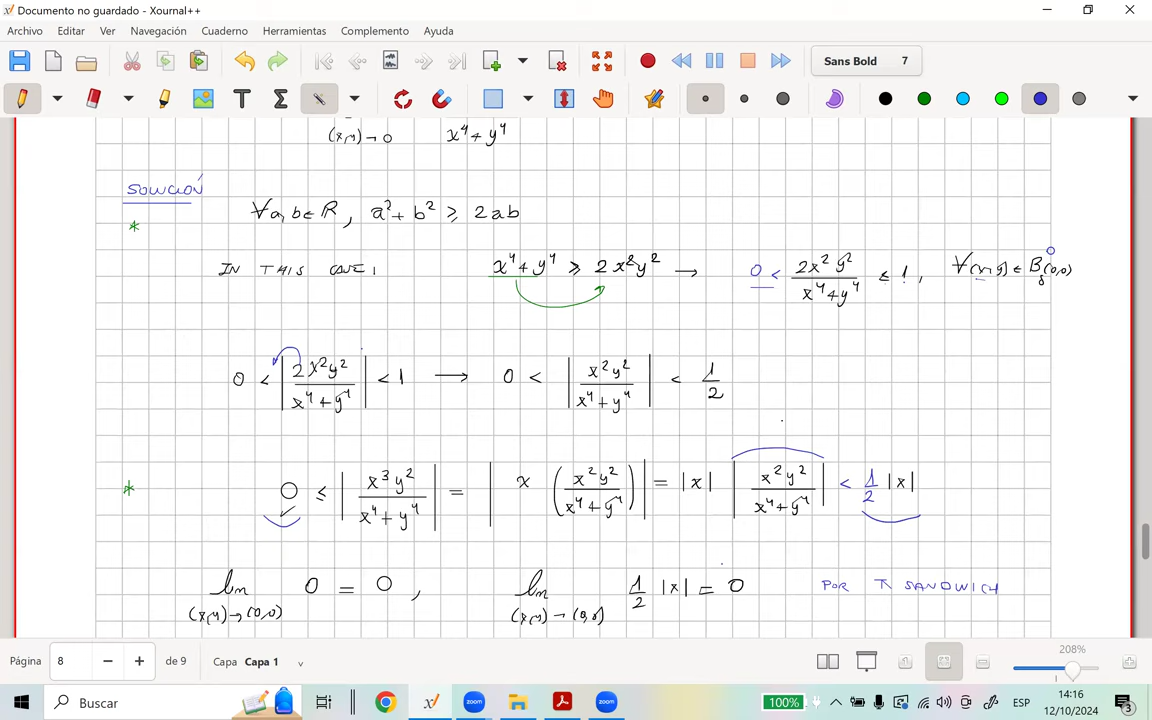 Documento no guardado - Xournal++
Archivo Editar Ver Navegación Cuaderno Herramientas Complemento Ayuda
Sans Bold 7
(x,y)→0 x⁴+y⁴
SOLUCIÓN
* ∀a,b∈R, a²+b² ≥ 2ab
IN THIS CASE: x⁴+y⁴ ≥ 2x²y² → 0 < 2x²y²/(x⁴+y⁴) ≤ 1, ∀(x,y) ∈ B°δ(0,0)
0 < |2x²y²/(x⁴+y⁴)| < 1 → 0 < |x²y²/(x⁴+y⁴)| < 1/2
* 0 ≤ |x³y²/(x⁴+y⁴)| = |x (x²y²/(x⁴+y⁴))| = |x| |x²y²/(x⁴+y⁴)| < 1/2 |x|
lim (x,y)→(0,0) 0 = 0, lim (x,y)→(0,0) 1/2 |x| = 0 POR T SANDWICH
Página 8 de 9 Capa Capa 1 208%
Buscar 100% ESP 14:16
12/10/2024 3